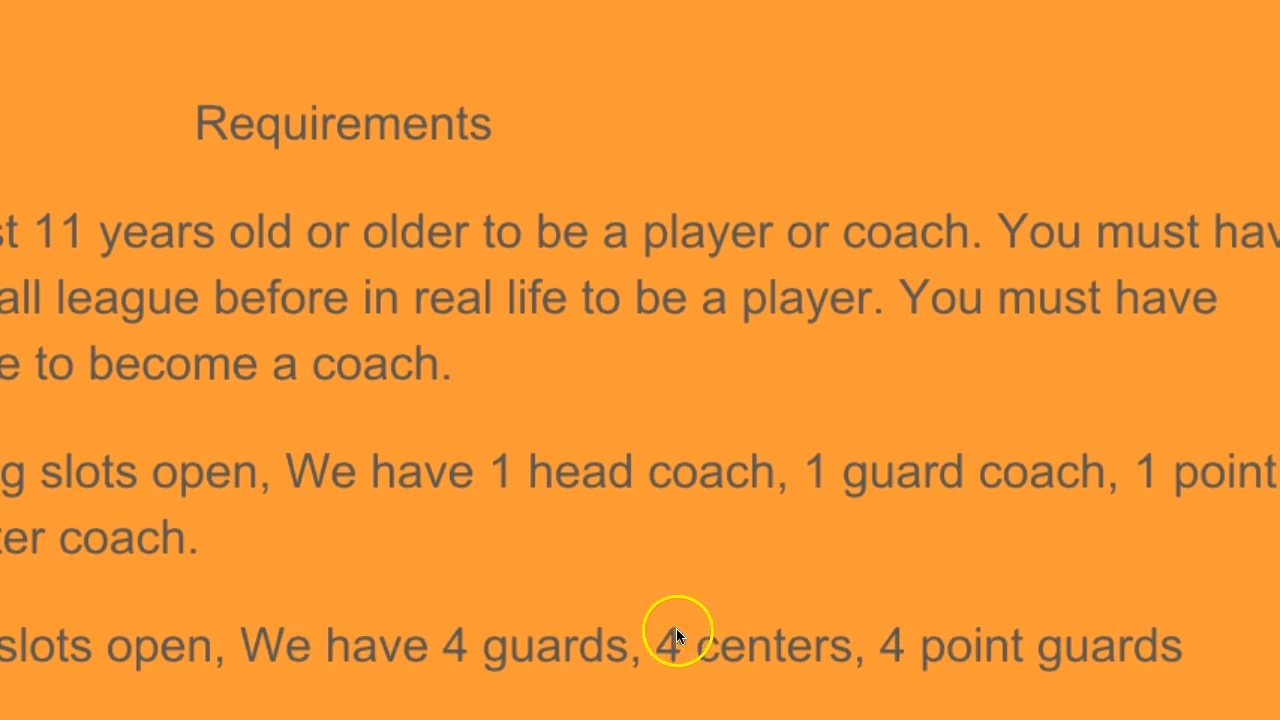 Requirements
st 11 years old or older to be a player or coach. You must hav
all league before in real life to be a player. You must have
e to become a coach.
g slots open, We have 1 head coach, 1 guard coach, 1 point
ter coach.
slots open, We have 4 guards, 4 centers, 4 point guards